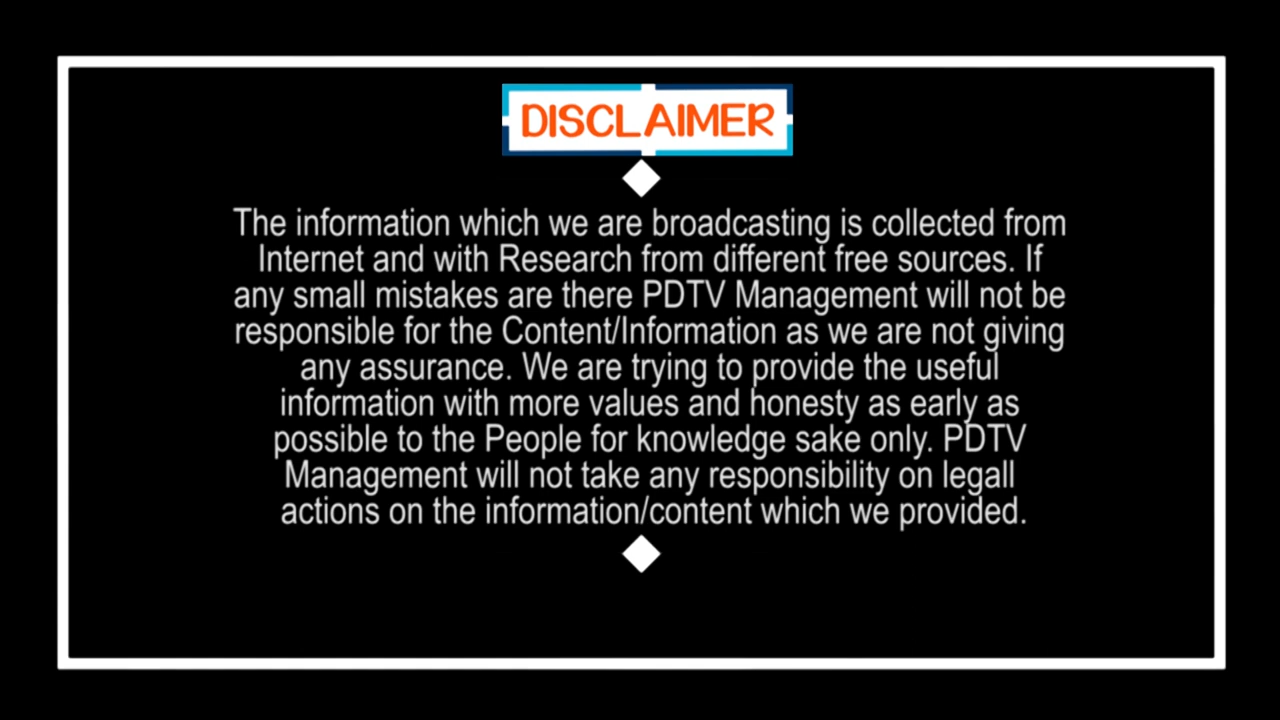 DISCLAIMER
The information which we are broadcasting is collected from
Internet and with Research from different free sources. If
any small mistakes are there PDTV Management will not be
responsible for the Content/Information as we are not giving
any assurance. We are trying to provide the useful
information with more values and honesty as early as
possible to the People for knowledge sake only. PDTV
Management will not take any responsibility on legall
actions on the information/content which we provided.